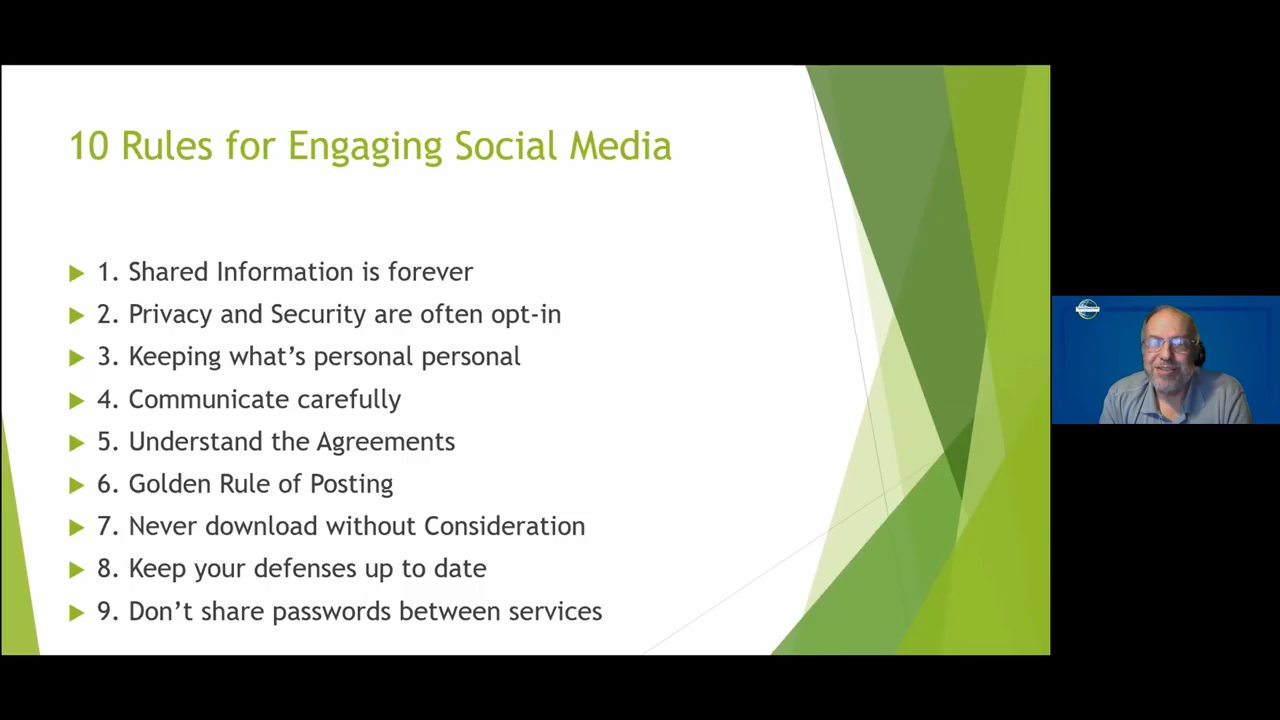 10 Rules for Engaging Social Media
1. Shared Information is forever
2. Privacy and Security are often opt-in
3. Keeping what's personal personal
4. Communicate carefully
5. Understand the Agreements
6. Golden Rule of Posting
7. Never download without Consideration
8. Keep your defenses up to date
9. Don't share passwords between services